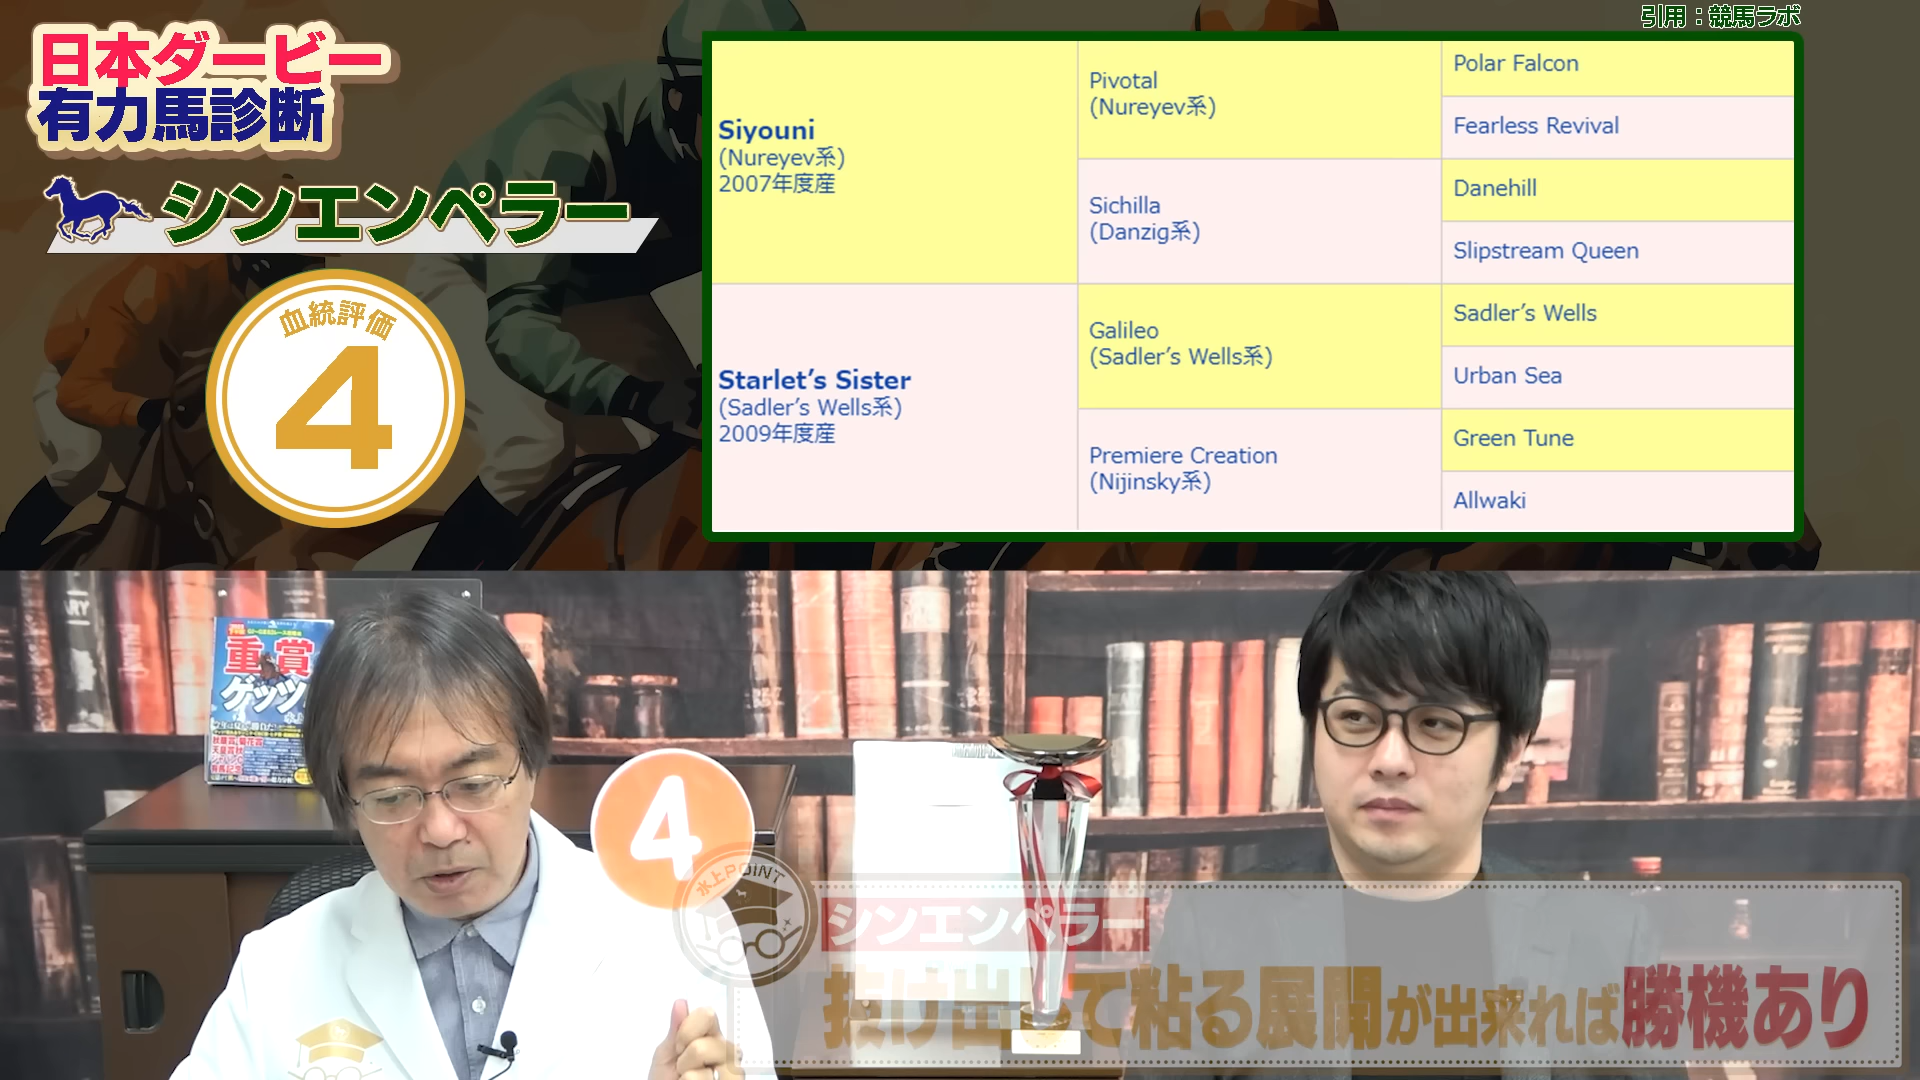 引用：競馬ラボ
日本ダービー
有力馬診断
シンエンペラー
血統評価
4
Siyouni
(Nureyev系)
2007年度産
Pivotal
(Nureyev系)
Sichilla
(Danzig系)
Polar Falcon
Fearless Revival
Danehill
Slipstream Queen
Starlet's Sister
(Sadler's Wells系)
2009年度産
Galileo
(Sadler's Wells系)
Premiere Creation
(Nijinsky系)
Sadler's Wells
Urban Sea
Green Tune
Allwaki
重賞
ゲッツ
4
水上POINT
シンエンペラー
抜け出して粘る展開が出来れば勝機あり